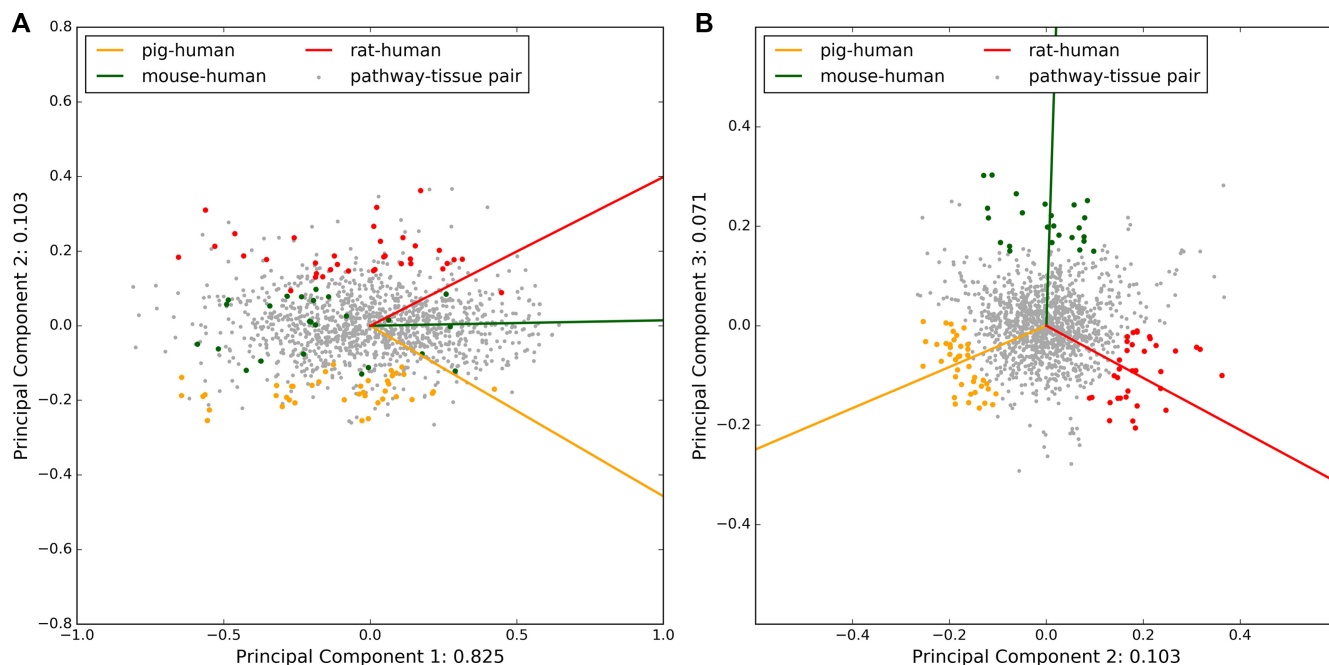 A
0.8
0.6
0.4
0.2
0.0
−0.2
−0.4
−0.6
−0.8
−1.0
−0.5
0.0
0.5
1.0
Principal Component 1: 0.825
Principal Component 2: 0.103
pig-human
mouse-human
rat-human
pathway-tissue pair
B
0.4
0.2
0.0
−0.2
−0.4
−0.4
−0.2
0.0
0.2
0.4
Principal Component 2: 0.103
Principal Component 3: 0.071
pig-human
mouse-human
rat-human
pathway-tissue pair